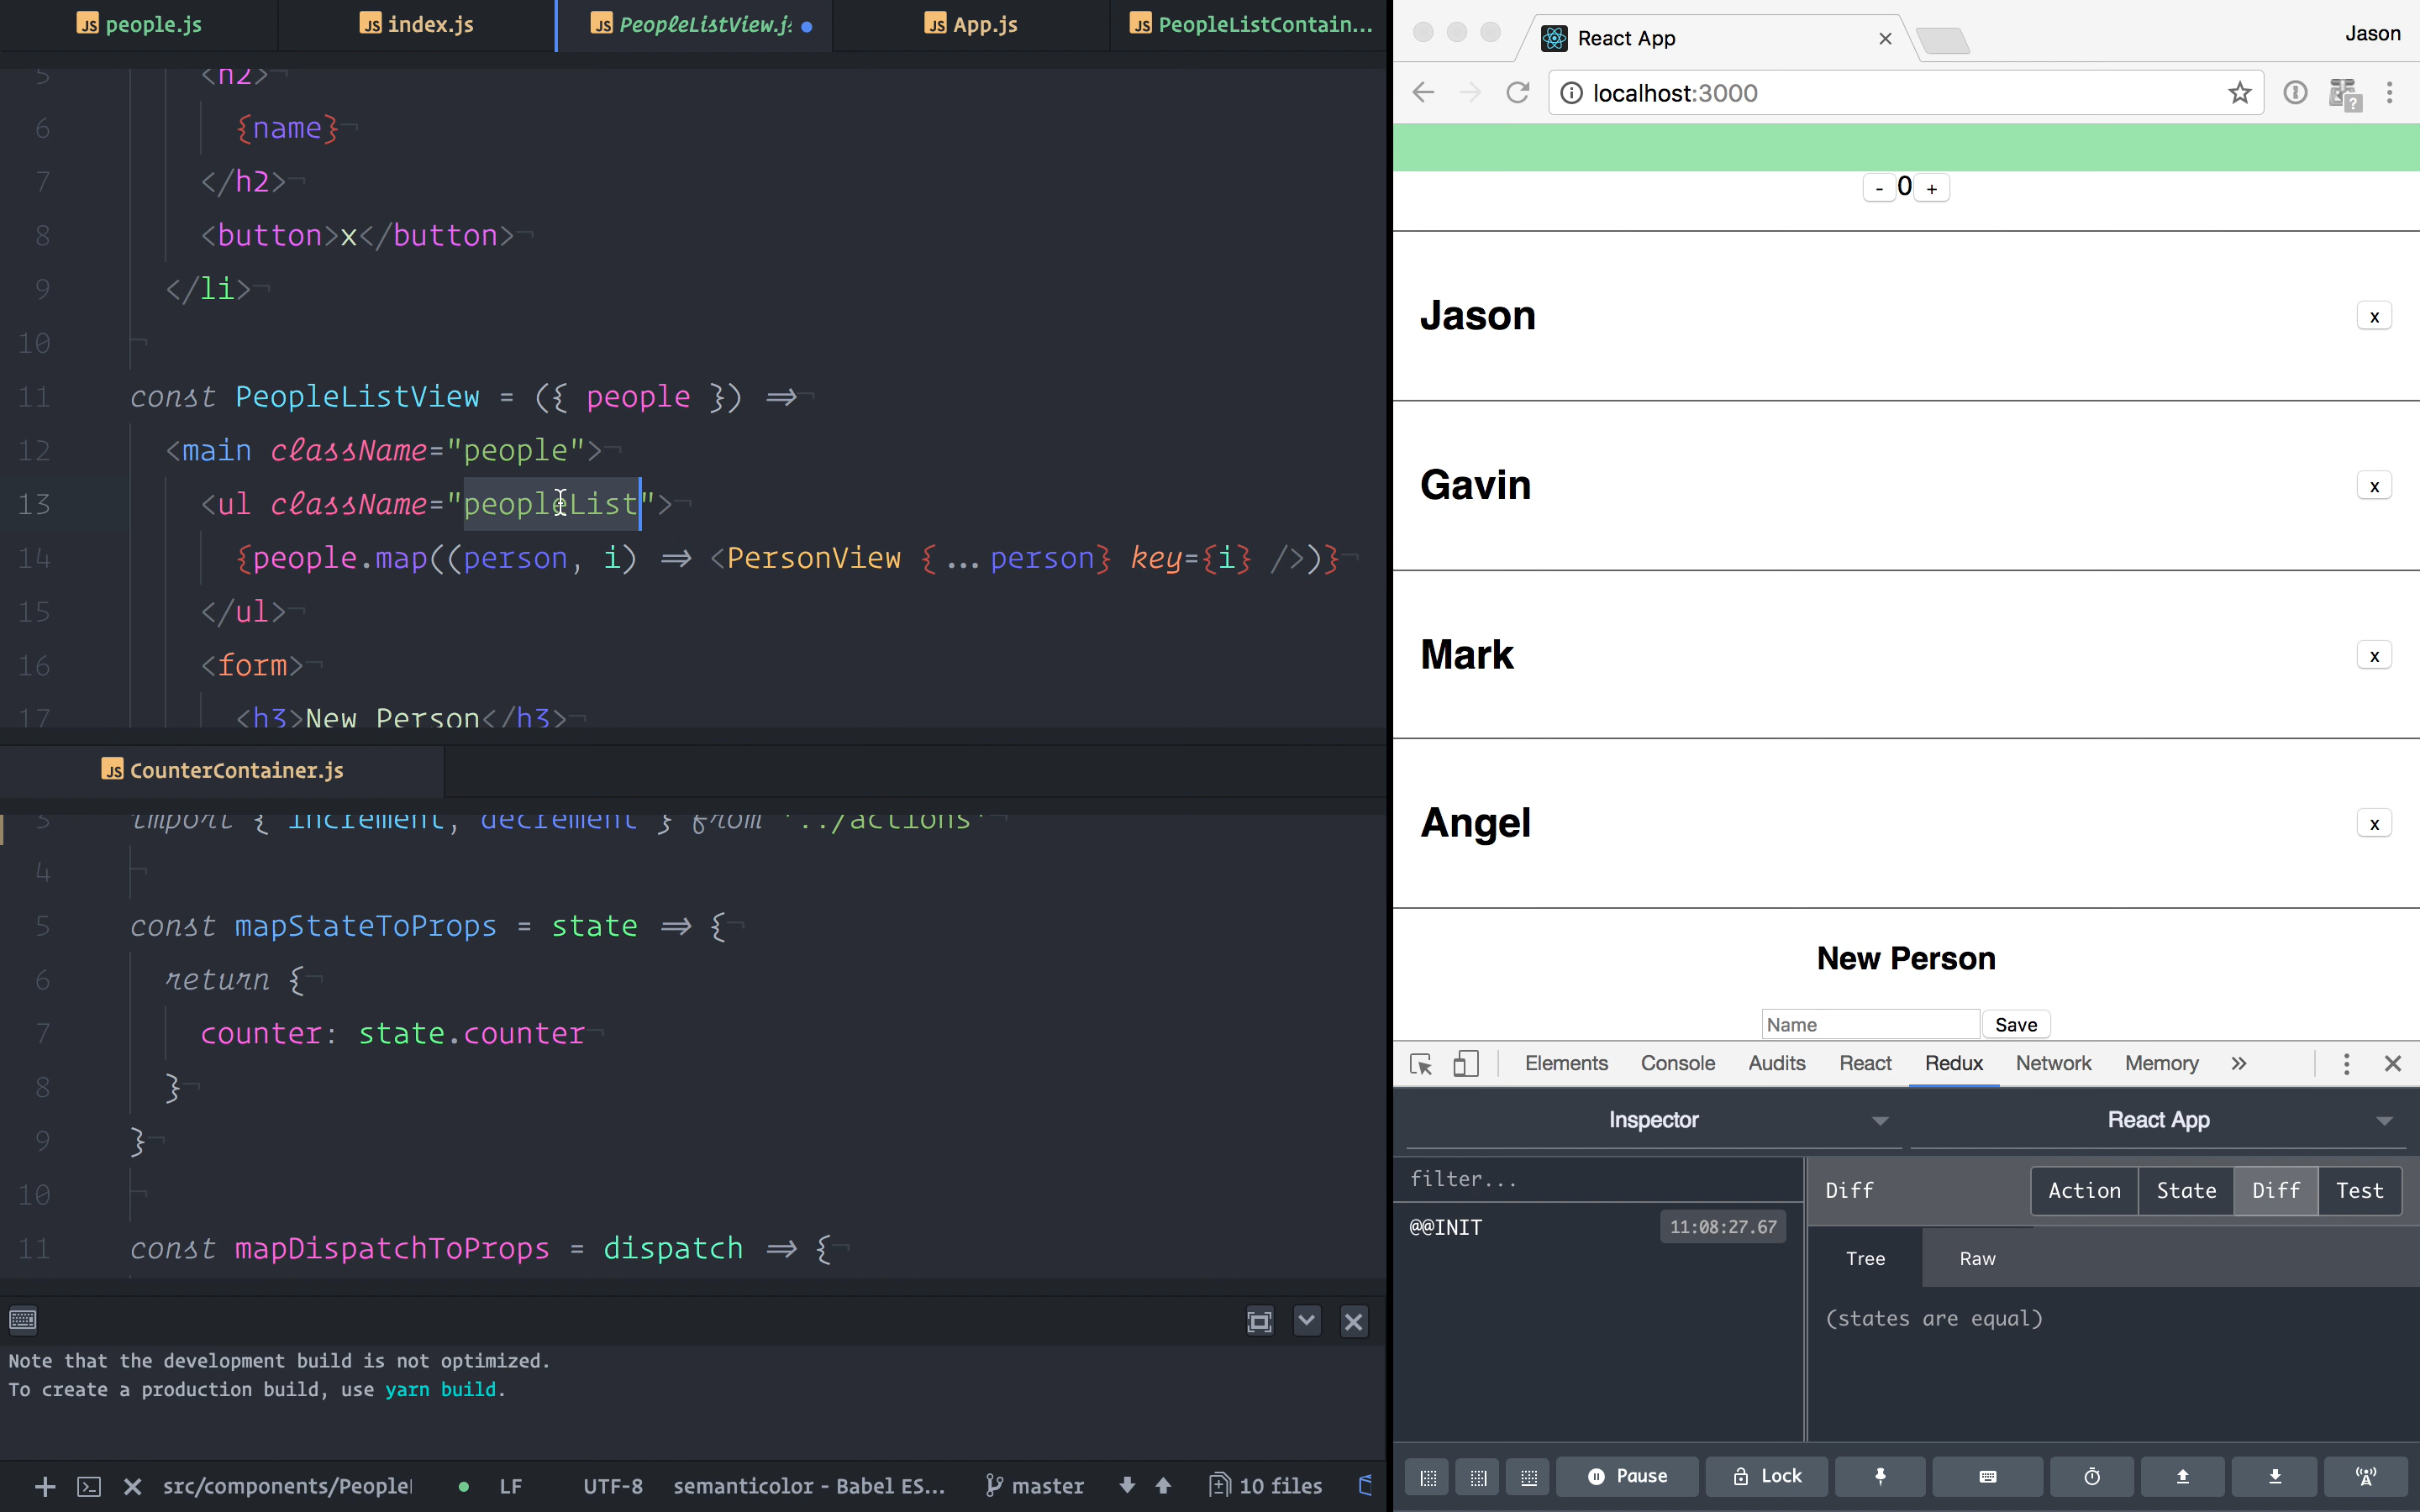 people.js
index.js
PeopleListView.j
App.js
PeopleListContain...
5 <h2>
6 {name}
7 </h2>
8 <button>x</button>
9 </li>
10
11 const PeopleListView = ({ people }) =>
12 <main className="people">
13 <ul className="peopleList">
14 {people.map((person, i) => <PersonView {...person} key={i} />)}
15 </ul>
16 <form>
17 <h3>New Person</h3>
CounterContainer.js
3 import { increment, decrement } from '../actions'
4
5 const mapStateToProps = state => {
6 return {
7 counter: state.counter
8 }
9 }
10
11 const mapDispatchToProps = dispatch => {
Note that the development build is not optimized.
To create a production build, use yarn build.
src/components/People
LF
UTF-8
semanticolor - Babel ES...
master
10 files
React App
Jason
localhost:3000
- 0 +
Jason
x
Gavin
x
Mark
x
Angel
x
New Person
Name
Save
Elements
Console
Audits
React
Redux
Network
Memory
Inspector
React App
filter...
@@INIT
11:08:27.67
Diff
Action
State
Diff
Test
Tree
Raw
(states are equal)
Pause
Lock